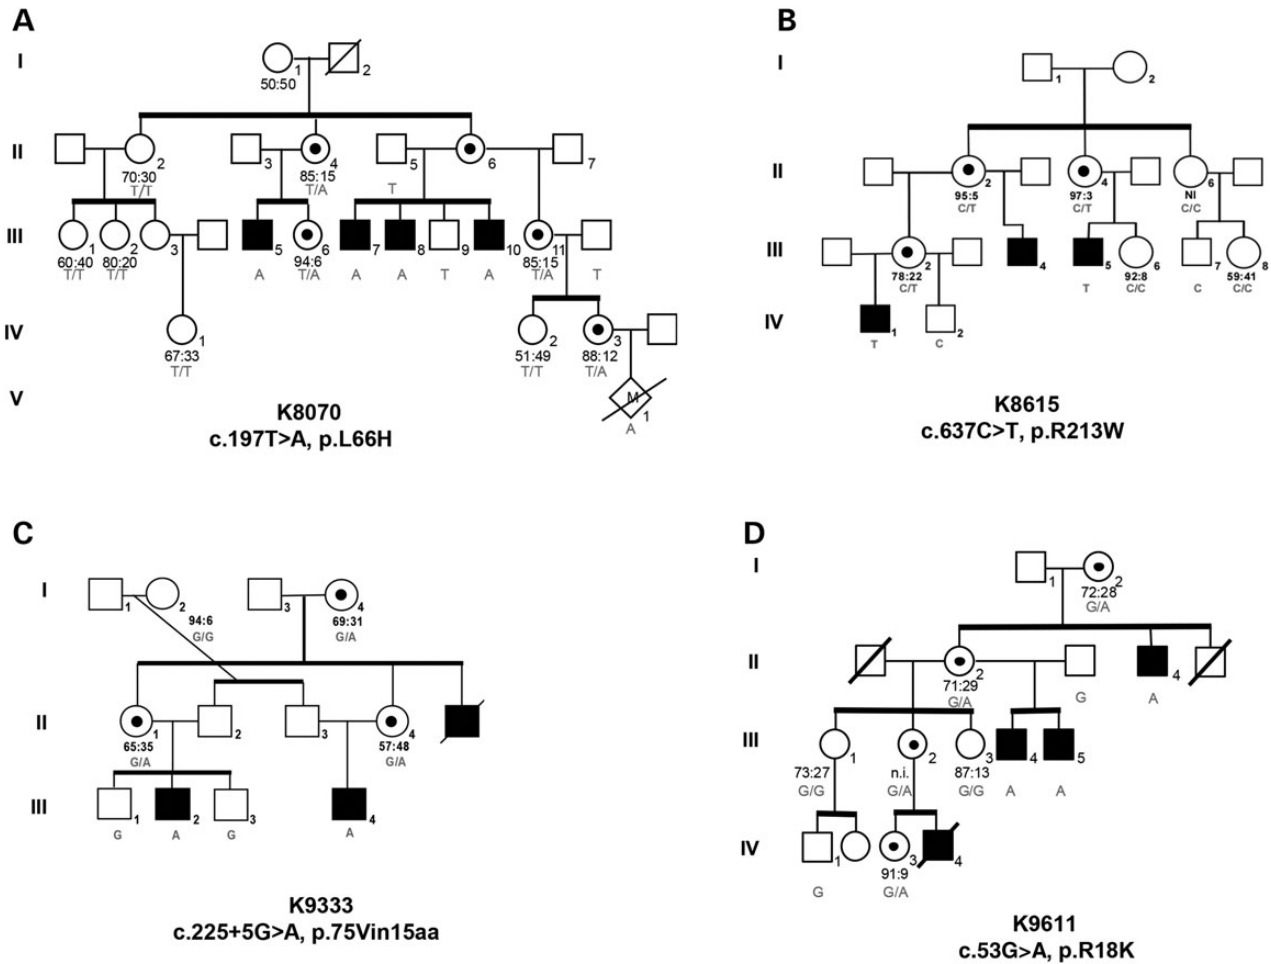 A
I
1
2
50:50
II
2
3
4
5
6
7
70:30
T/T
85:15
T/A
T
III
1
2
3
5
6
7
8
9
10
11
60:40
80:20
94:6
85:15
T/T
T/T
A
T/A
A
A
T
A
T/A
T
IV
1
2
3
67:33
51:49
88:12
T/T
T/T
T/A
V
M
1
A
K8070
c.197T>A, p.L66H
B
I
1
2
II
2
4
6
95:5
97:3
NI
C/T
C/T
C/C
III
2
4
5
6
7
8
78:22
92:8
59:41
C/T
T
C/C
C
C/C
IV
1
2
T
C
K8615
c.637C>T, p.R213W
C
I
1
2
3
4
94:6
69:31
G/G
G/A
II
1
2
3
4
65:35
57:48
G/A
G/A
III
1
2
3
4
G
A
G
A
K9333
c.225+5G>A, p.75Vin15aa
D
I
1
2
72:28
G/A
II
2
4
71:29
G/A
G
A
III
1
2
3
4
5
73:27
n.i.
87:13
G/G
G/A
G/G
A
A
IV
1
3
4
91:9
G
G/A
K9611
c.53G>A, p.R18K